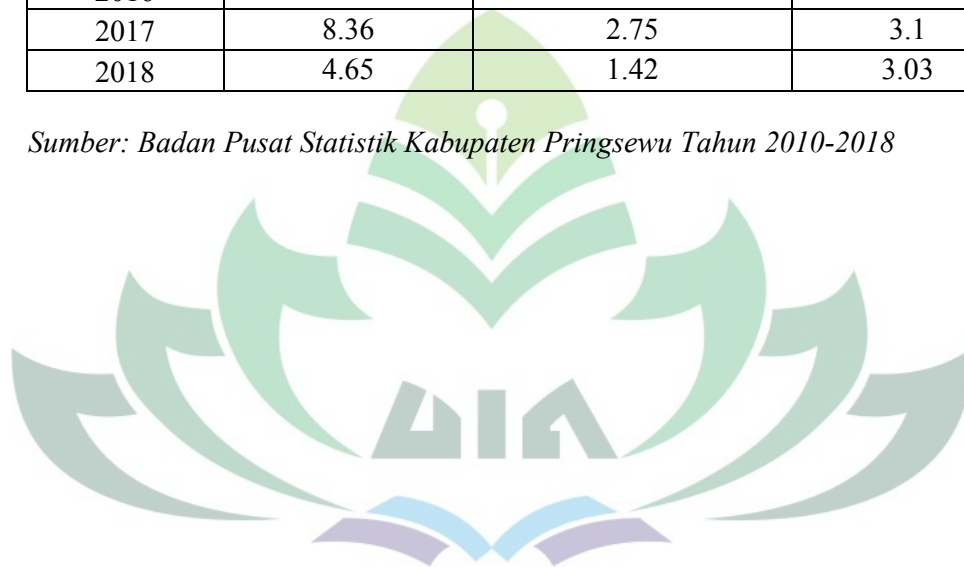 2017 8.36 2.75 3.1
2018 4.65 1.42 3.03
Sumber: Badan Pusat Statistik Kabupaten Pringsewu Tahun 2010-2018
UIN